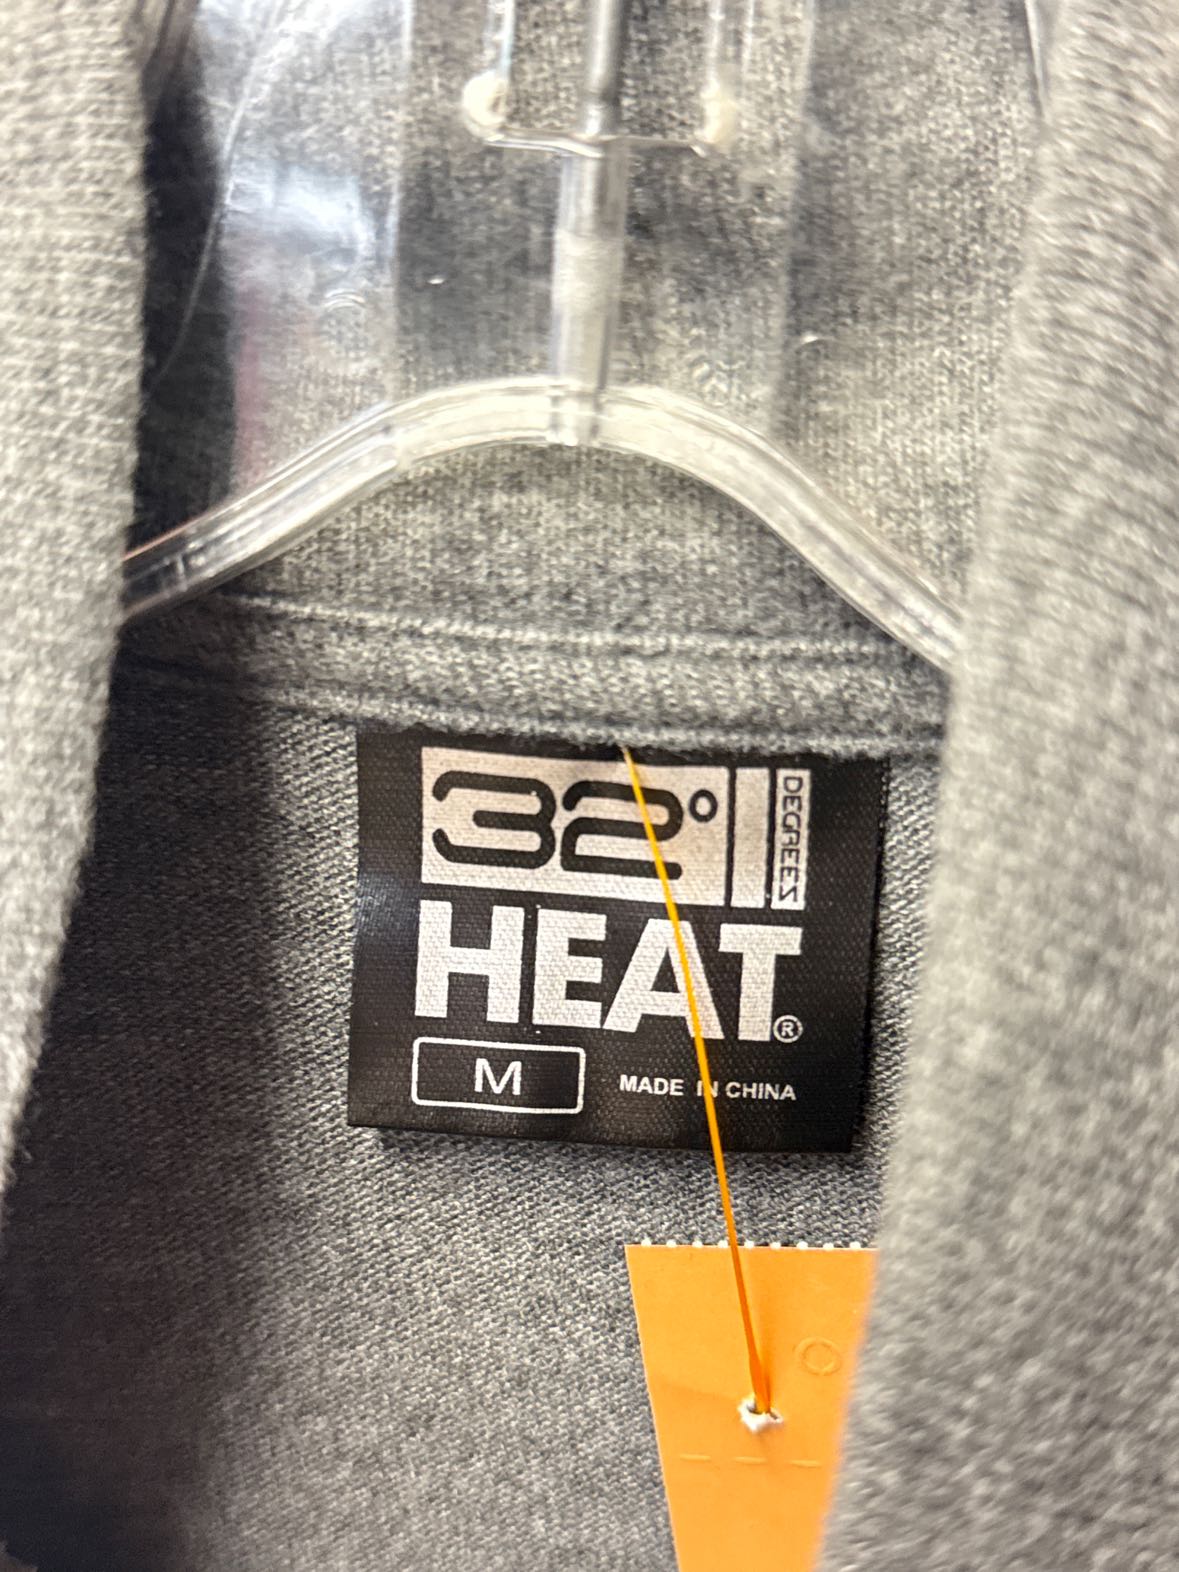 32° DEGREES
HEAT®
M
MADE IN CHINA